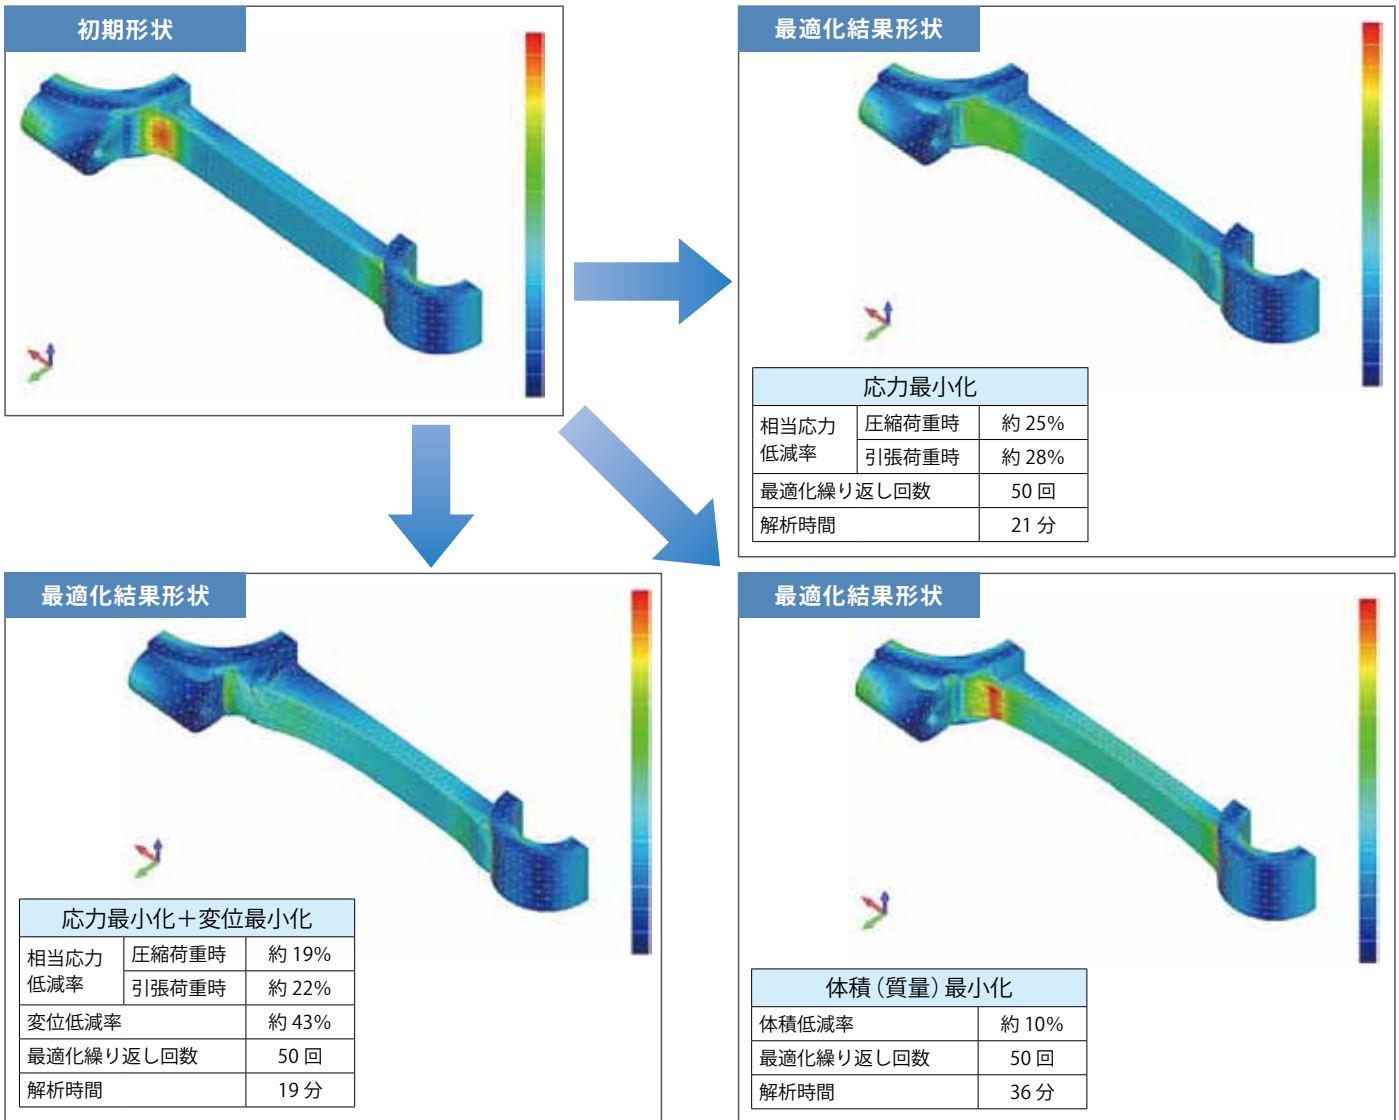 初期形状
最適化結果形状
応力最小化
相当応力
低減率
圧縮荷重時
約 25%
引張荷重時
約 28%
最適化繰り返し回数
50 回
解析時間
21 分
最適化結果形状
応力最小化＋変位最小化
相当応力
低減率
圧縮荷重時
約 19%
引張荷重時
約 22%
変位低減率
約 43%
最適化繰り返し回数
50 回
解析時間
19 分
最適化結果形状
体積（質量）最小化
体積低減率
約 10%
最適化繰り返し回数
50 回
解析時間
36 分